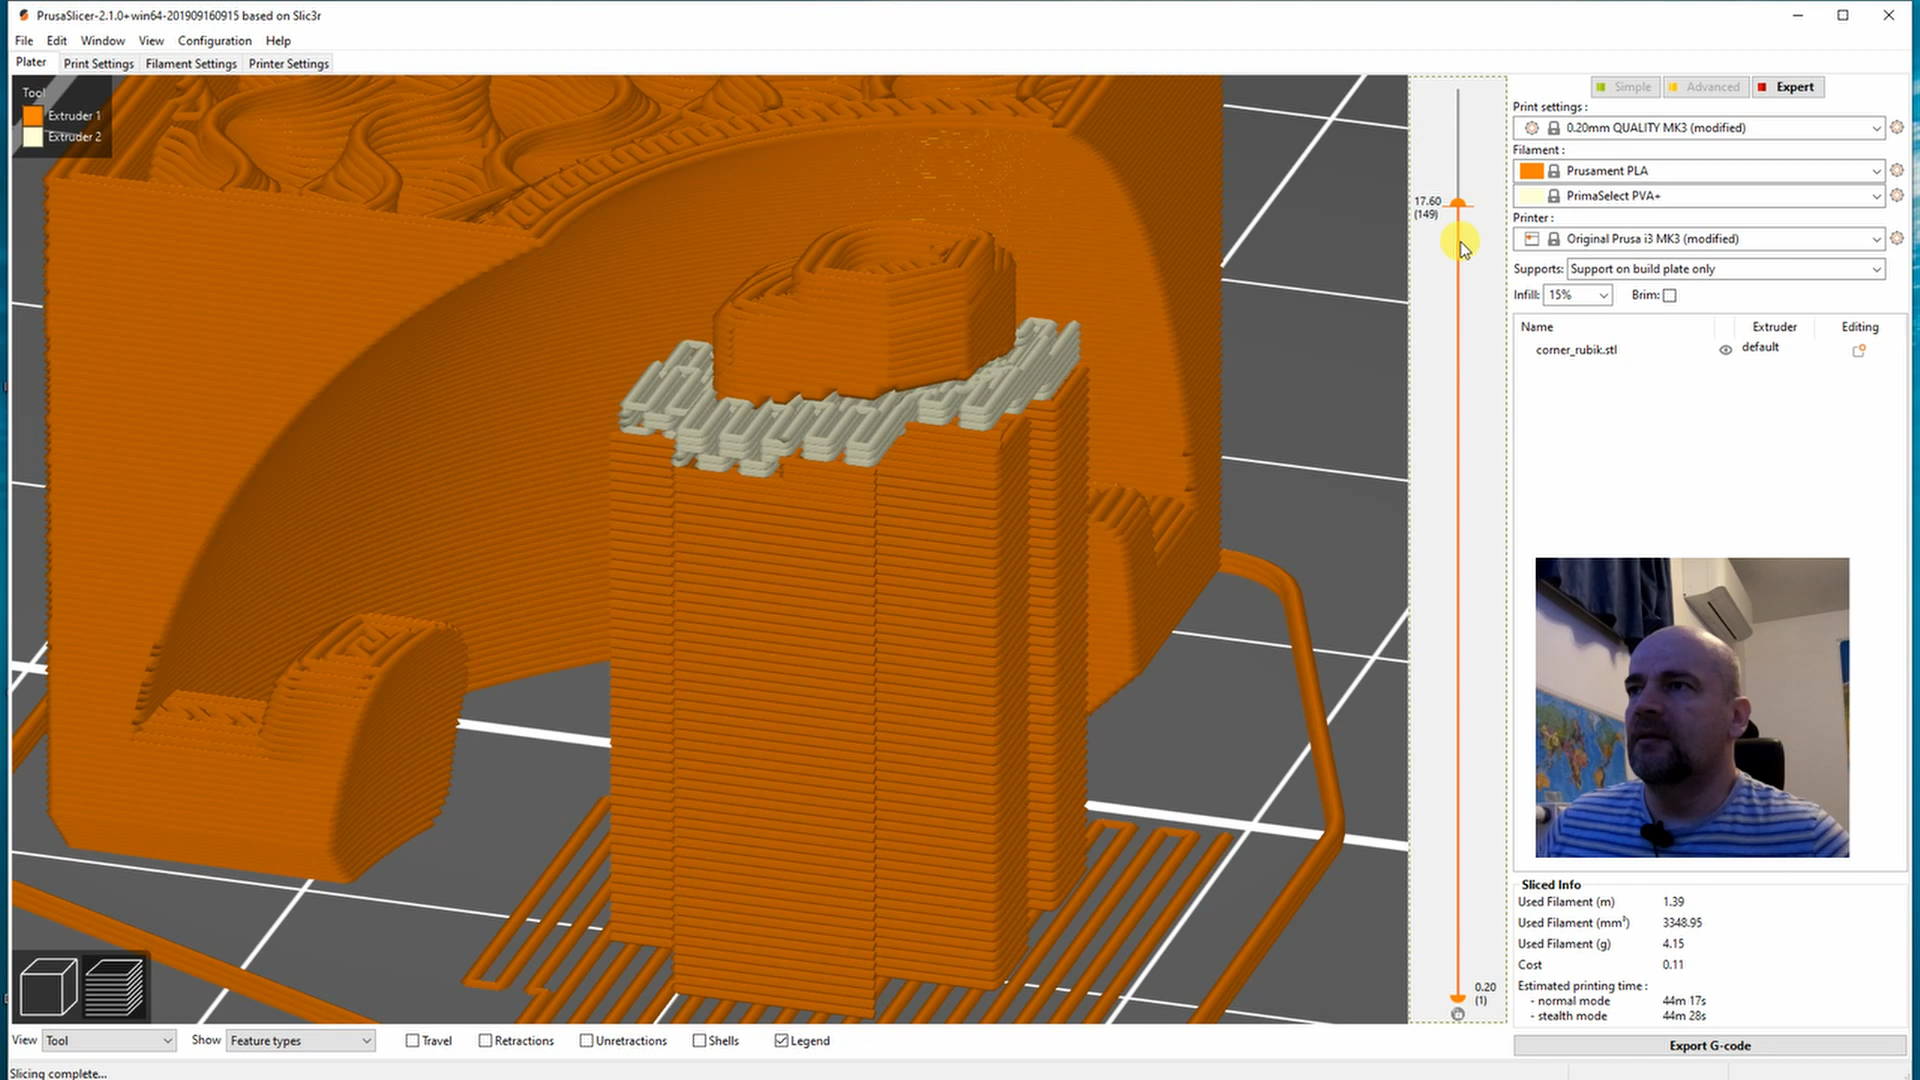 PrusaSlicer-2.1.0+win64-201909160915 based on Slic3r
File Edit Window View Configuration Help
Plater Print Settings Filament Settings Printer Settings
Tool
Extruder 1
Extruder 2
17.60
(149)
0.20
(1)
Simple Advanced Expert
Print settings :
0.20mm QUALITY MK3 (modified)
Filament :
Prusament PLA
PrimaSelect PVA+
Printer :
Original Prusa i3 MK3 (modified)
Supports: Support on build plate only
Infill: 15% Brim:
Name Extruder Editing
corner_rubik.stl default
Sliced Info
Used Filament (m) 1.39
Used Filament (mm³) 3348.95
Used Filament (g) 4.15
Cost 0.11
Estimated printing time :
- normal mode 44m 17s
- stealth mode 44m 28s
Export G-code
View Tool Show Feature types Travel Retractions Unretractions Shells Legend
Slicing complete...